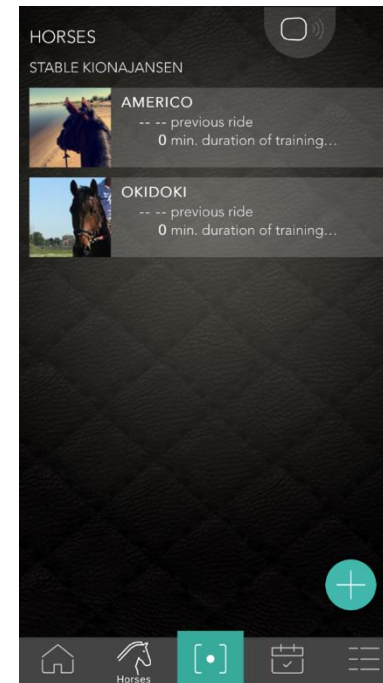 HORSES
STABLE KIONAJANSEN
AMERICO
-- -- previous ride
0 min. duration of training...
OKIDOKI
-- -- previous ride
0 min. duration of training...
Horses